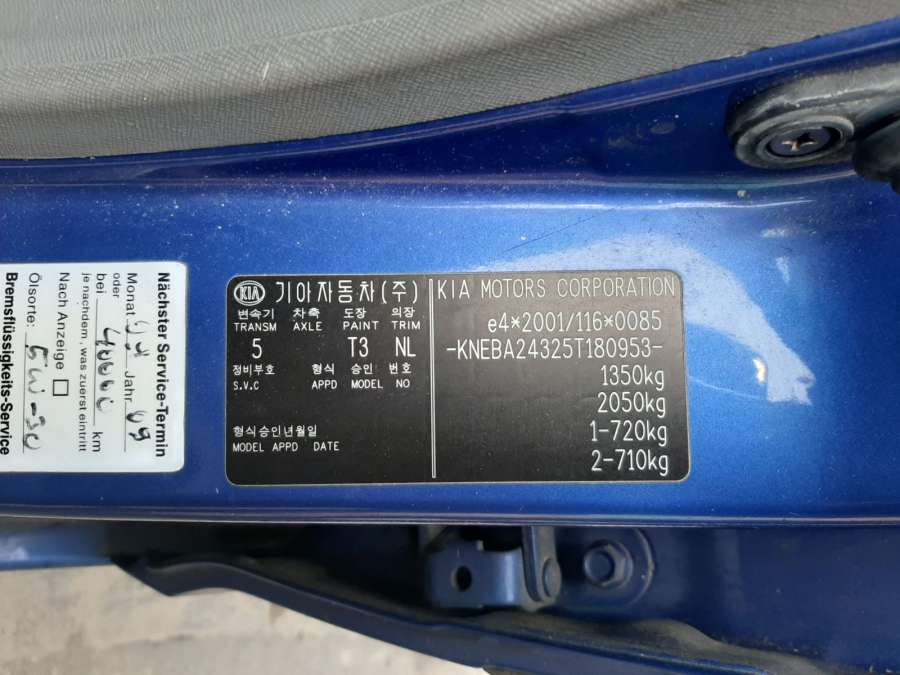 Nächster Service-Termin
Monat Jahr 09
oder
bei 40000 km
je nachdem, was zuerst eintritt
Nach Anzeige
Ölsorte: 5W-30
Bremsflüssigkeits-Service
KIA 기아자동차(주)
변속기 차축 도장 의장
TRANSM AXLE PAINT TRIM
5 T3 NL
정비부호 형식 승인 번호
S.V.C APPD MODEL NO
형식승인년월일
MODEL APPD DATE
KIA MOTORS CORPORATION
e4*2001/116*0085
-KNEBA24325T180953-
1350kg
2050kg
1-720kg
2-710kg